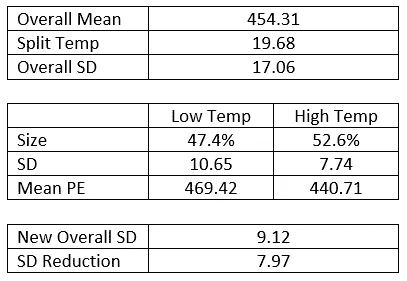 Overall Mean 454.31
Split Temp 19.68
Overall SD 17.06
Low Temp High Temp
Size 47.4% 52.6%
SD 10.65 7.74
Mean PE 469.42 440.71
New Overall SD 9.12
SD Reduction 7.97